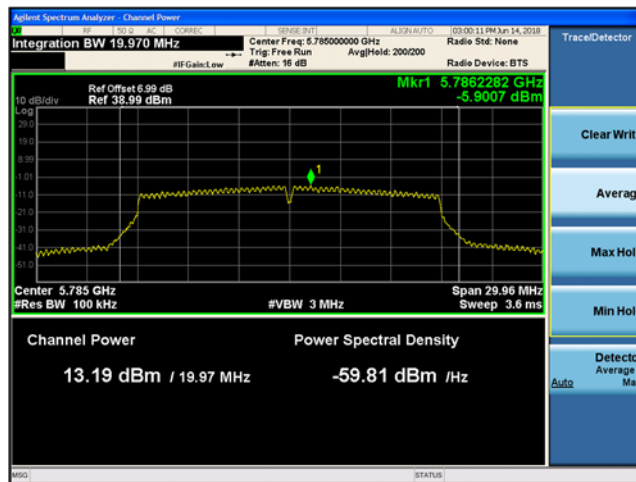 Agilent Spectrum Analyzer - Channel Power
RF 50 Ω AC CORREC SENSE:INT ALIGN AUTO 03:00:11 PM Jun 14, 2018
Integration BW 19.970 MHz
Center Freq: 5.785000000 GHz
Radio Std: None
Trig: Free Run Avg|Hold: 200/200
#IFGain:Low
#Atten: 16 dB
Radio Device: BTS
Trace/Detector
Ref Offset 6.99 dB
Mkr1 5.7862282 GHz
10 dB/div
Ref 38.99 dBm
-5.9007 dBm
Log
29.0
19.0
8.99
-1.01
-11.0
-21.0
-31.0
-41.0
-51.0
1
Clear Writ
Averag
Max Hol
Min Hol
Center 5.785 GHz
Span 29.96 MHz
#Res BW 100 kHz
#VBW 3 MHz
Sweep 3.6 ms
Channel Power
Power Spectral Density
13.19 dBm / 19.97 MHz
-59.81 dBm /Hz
Detecto
Average
Auto Ma
MSG
STATUS